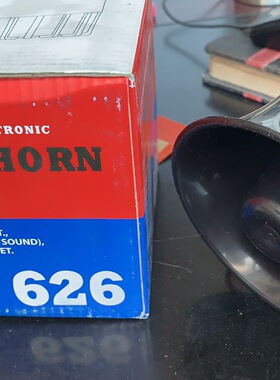 TRONIC
HORN
T.,
SOUND),
ET.
626